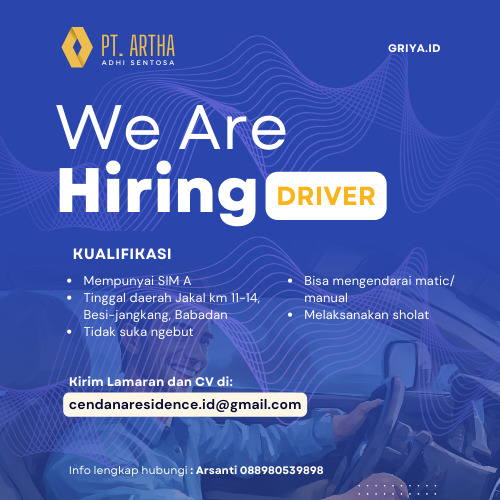 PT. ARTHA
ADHI SENTOSA
GRIYA.ID
We Are
Hiring
DRIVER
KUALIFIKASI
• Mempunyai SIM A
• Tinggal daerah Jakal km 11-14,
Besi-jangkang, Babadan
• Tidak suka ngebut
• Bisa mengendarai matic/
manual
• Melaksanakan sholat
Kirim Lamaran dan CV di:
cendanaresidence.id@gmail.com
Info lengkap hubungi : Arsanti 088980539898